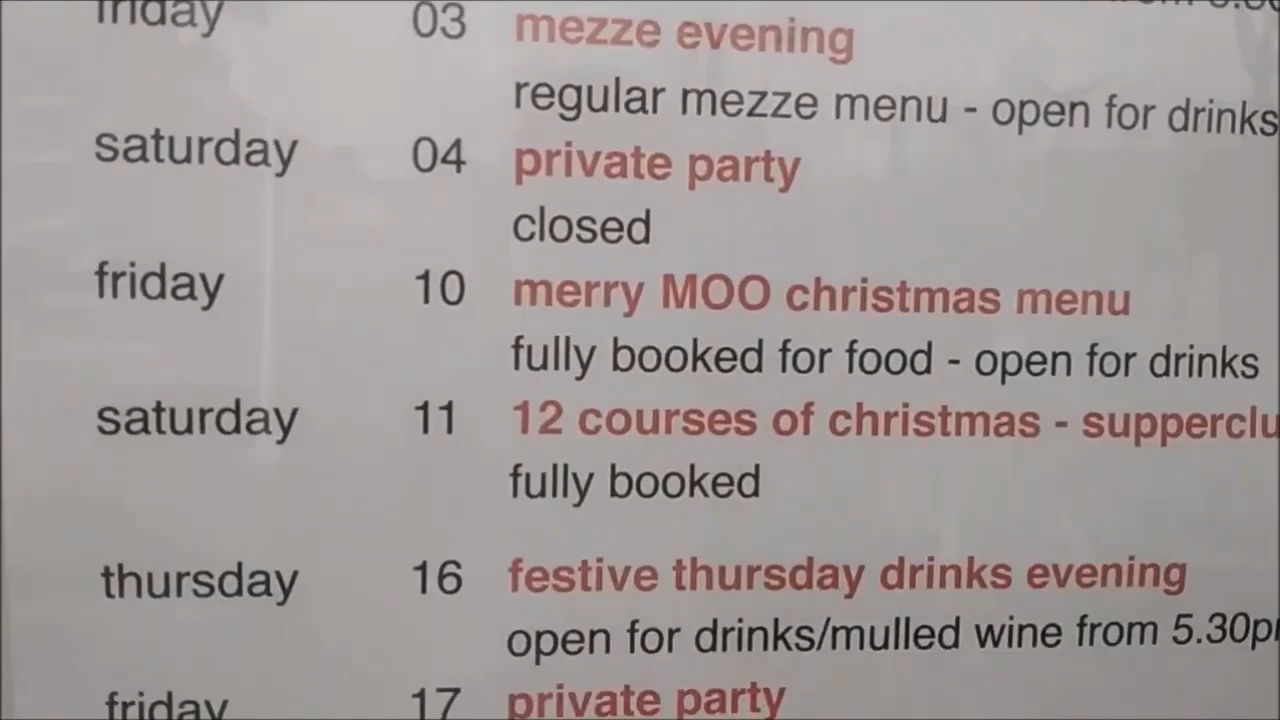 friday 03 mezze evening
regular mezze menu - open for drinks
saturday 04 private party
closed
friday 10 merry MOO christmas menu
fully booked for food - open for drinks
saturday 11 12 courses of christmas - supperclu
fully booked
thursday 16 festive thursday drinks evening
open for drinks/mulled wine from 5.30p
friday 17 private party